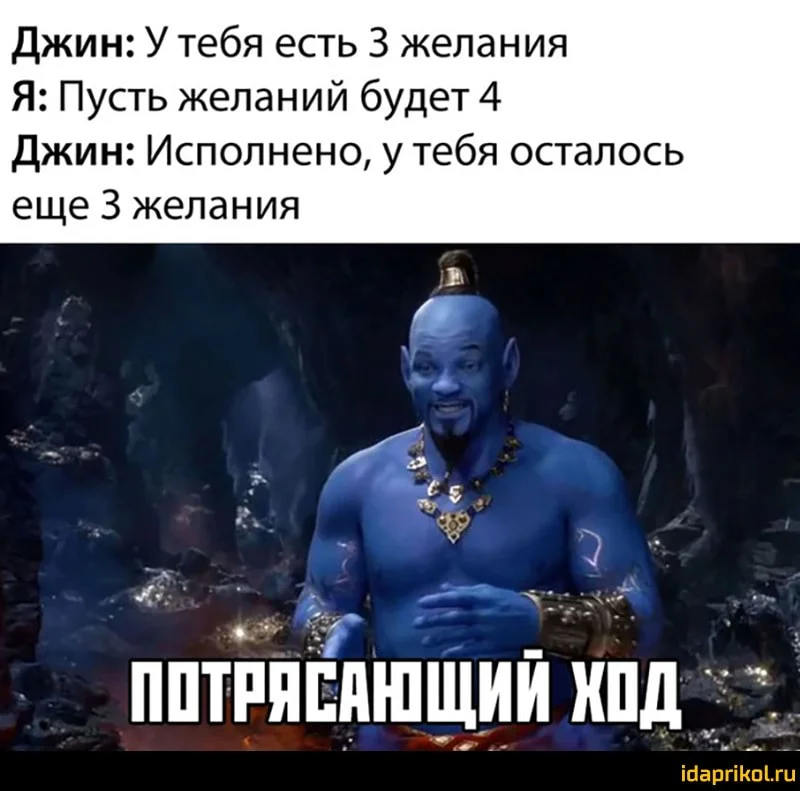 Джин: У тебя есть 3 желания
Я: Пусть желаний будет 4
Джин: Исполнено, у тебя осталось
еще 3 желания
ПОТРЯСАЮЩИЙ ХОД
idaprikol.ru